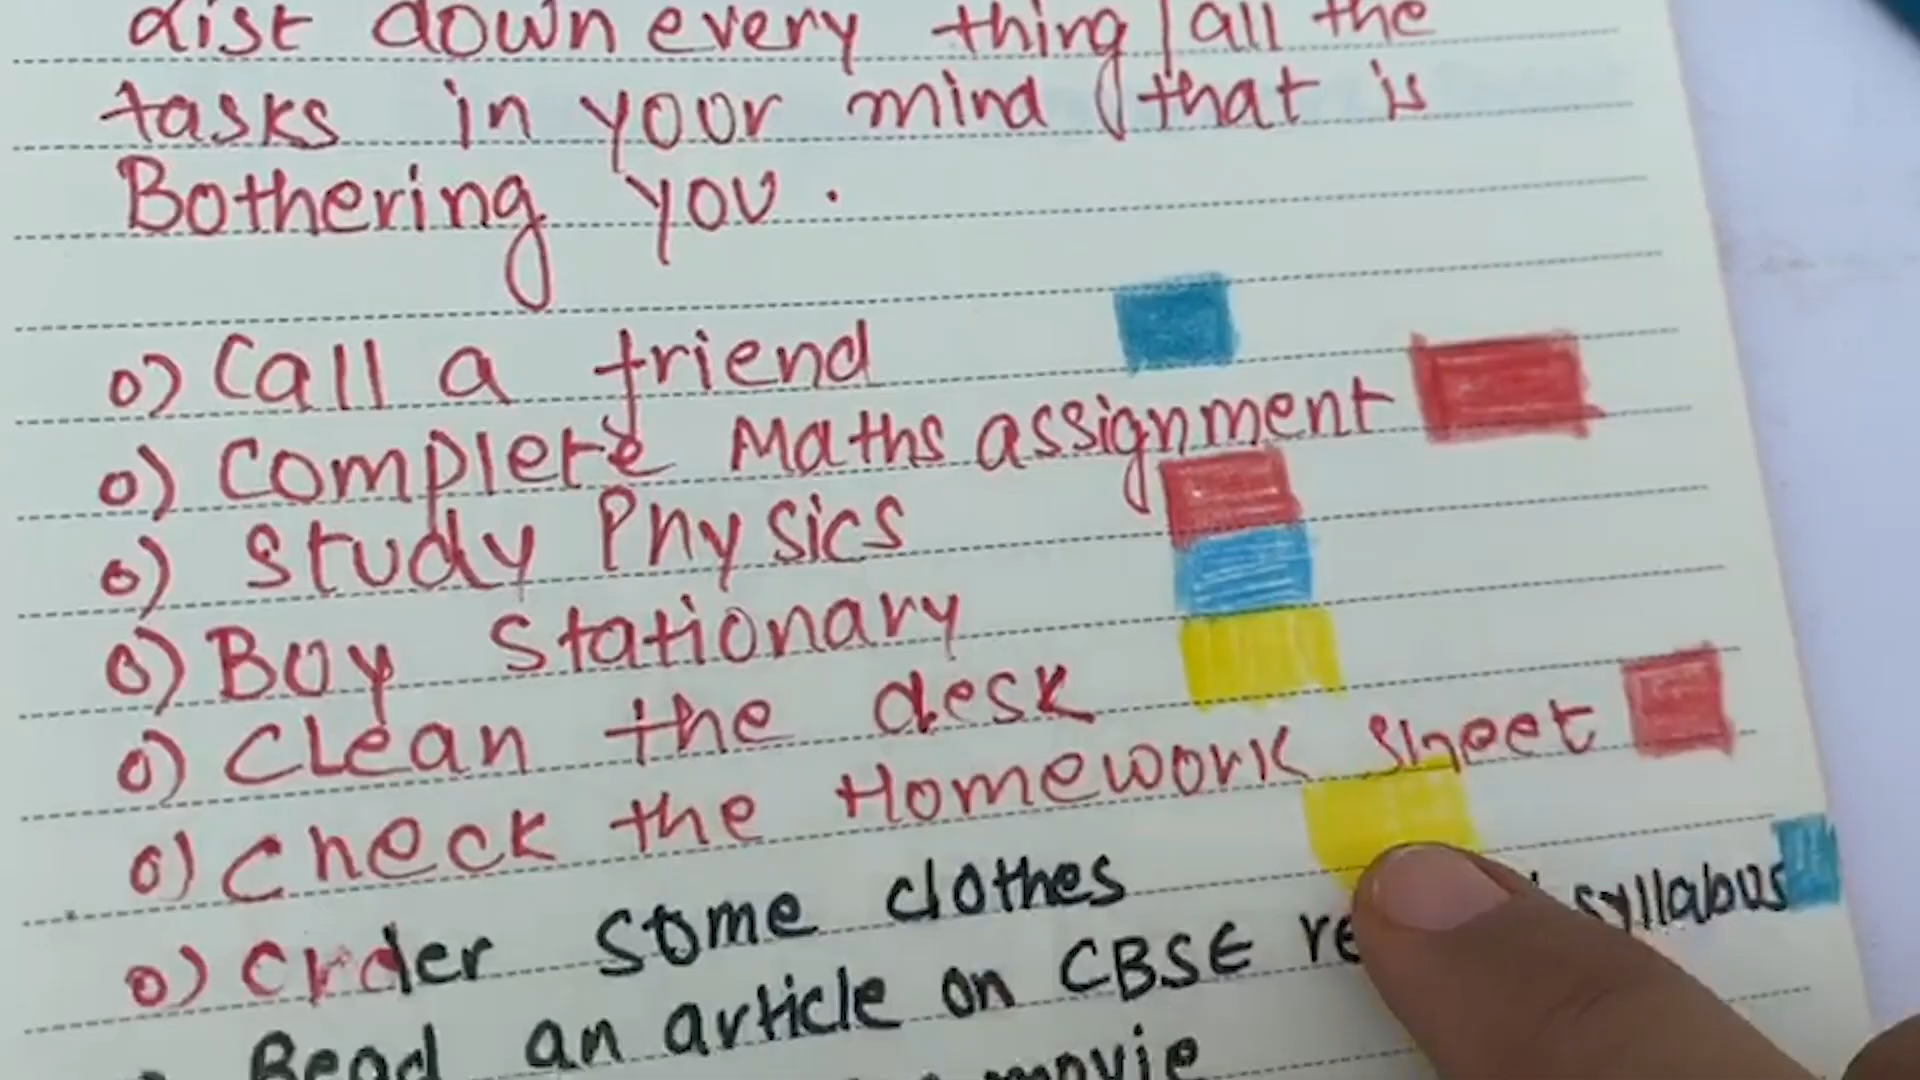 List down every thing / all the
tasks in your mind that is
Bothering you.
o) Call a friend
o) Complete Maths assignment
o) Study Physics
o) Buy Stationary
o) Clean the desk
o) Check the Homework sheet
o) Order some clothes
Read an article on CBSE syllabus
movie